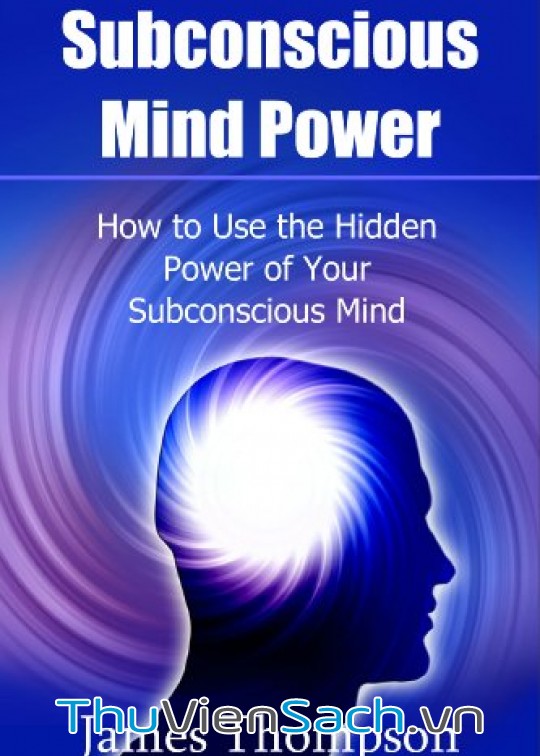 Subconscious
Mind Power
How to Use the Hidden
Power of Your
Subconscious Mind
ThuVienSach.vn
James Thompson